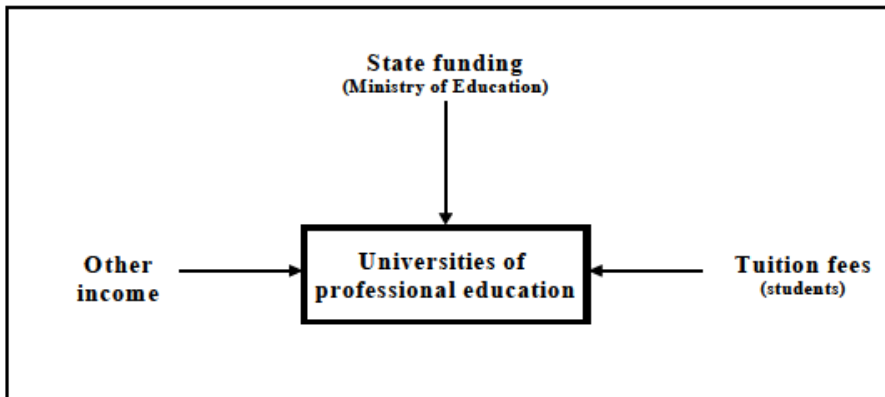 State funding
(Ministry of Education)
Other
income
Universities of
professional education
Tuition fees
(students)